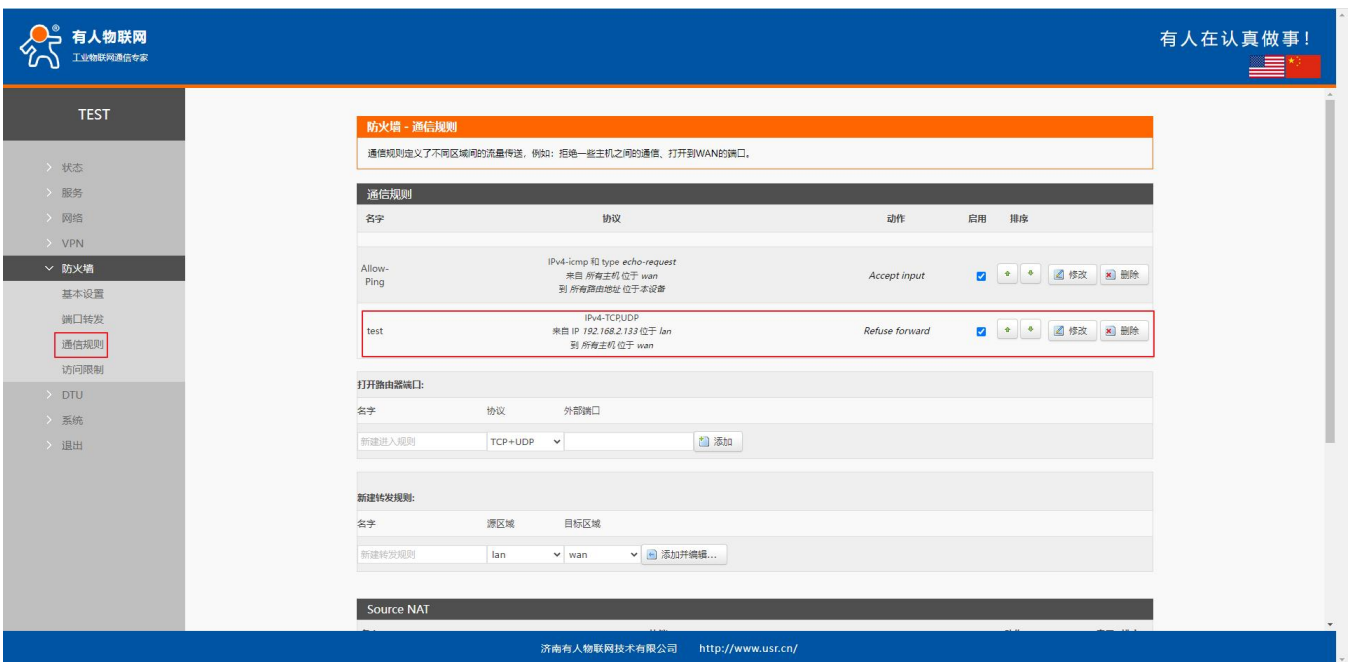 有人物联网
®
工业物联网通信专家
有人在认真做事!
TEST
状态
服务
网络
VPN
防火墙
基本设置
端口转发
通信规则
访问限制
DTU
系统
退出
防火墙 - 通信规则
通信规则定义了不同区域间的流量传送，例如：拒绝一些主机之间的通信、打开到WAN的端口。
通信规则
名字 协议 动作 启用 排序
Allow-
Ping
IPv4-icmp 和 type echo-request
来自 所有主机 位于 wan
到 所有路由地址 位于本设备
Accept input
修改 删除
test
IPv4-TCP,UDP
来自 IP 192.168.2.133 位于 lan
到 所有主机 位于 wan
Refuse forward
修改 删除
打开路由器端口:
名字 协议 外部端口
新建进入规则 TCP+UDP 添加
新建转发规则:
名字 源区域 目标区域
新建转发规则 lan wan 添加并编辑...
Source NAT
济南有人物联网技术有限公司 http://www.usr.cn/